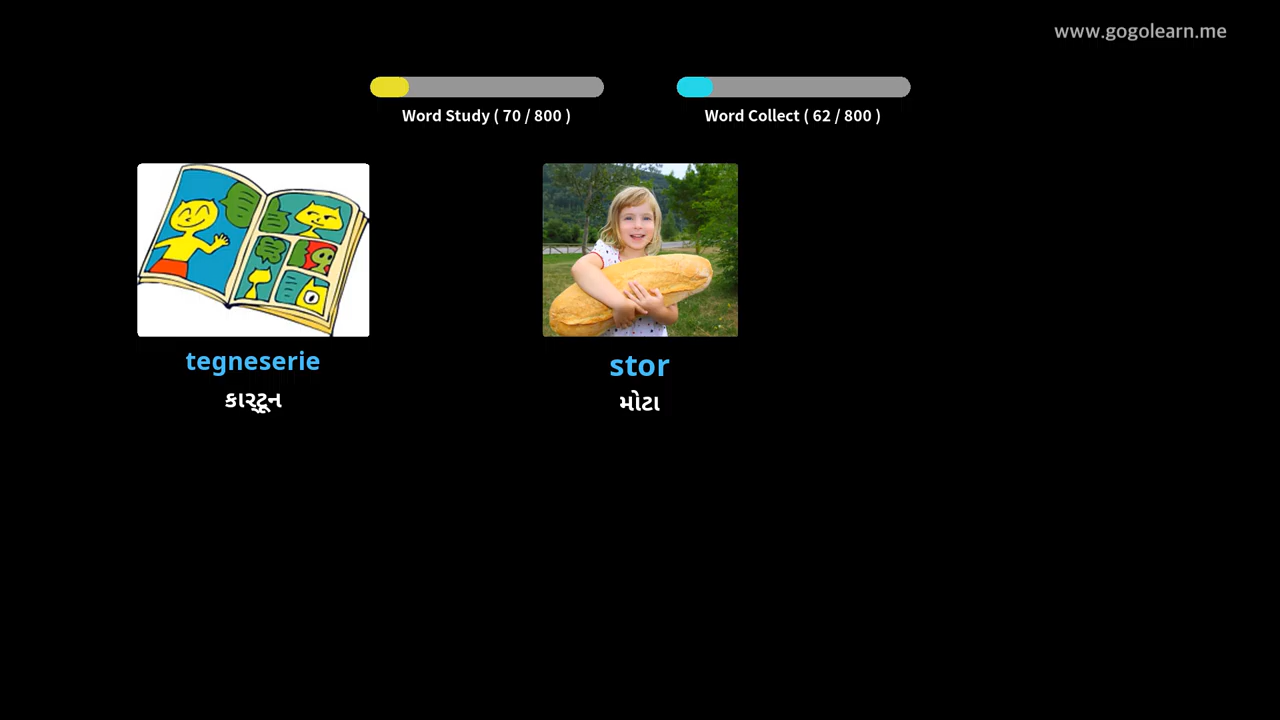 www.gogolearn.me
Word Study ( 70 / 800 )
Word Collect ( 62 / 800 )
tegneserie
કાર્ટૂન
stor
મોટા